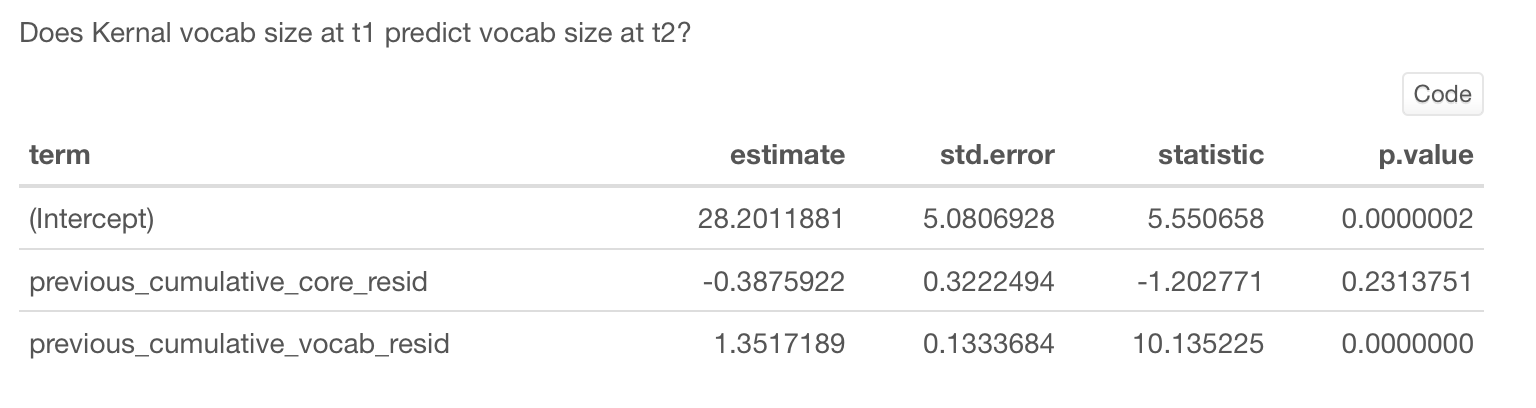 Does Kernal vocab size at t1 predict vocab size at t2?
Code
term estimate std.error statistic p.value
(Intercept) 28.2011881 5.0806928 5.550658 0.0000002
previous_cumulative_core_resid -0.3875922 0.3222494 -1.202771 0.2313751
previous_cumulative_vocab_resid 1.3517189 0.1333684 10.135225 0.0000000